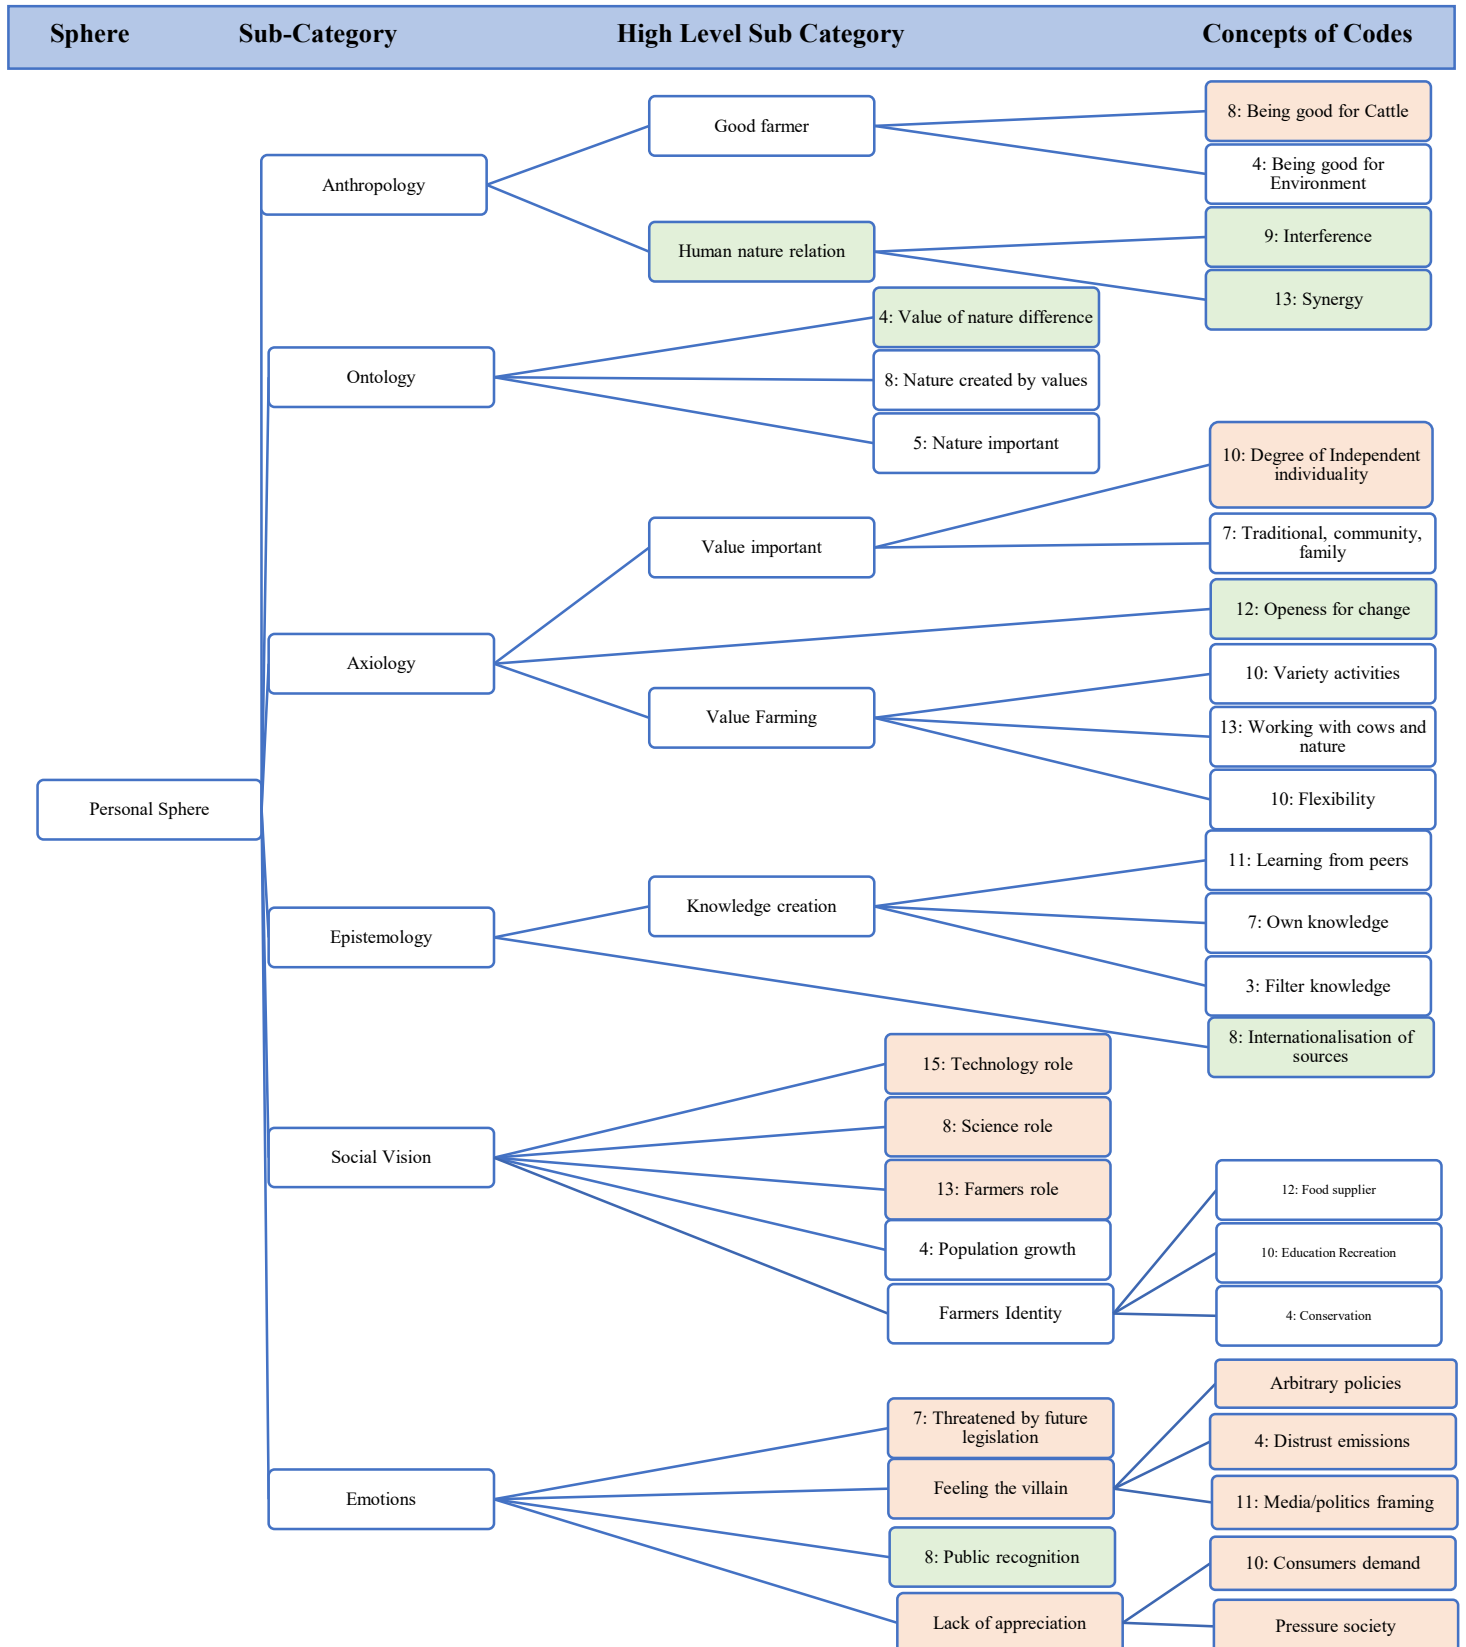 Sphere
Sub-Category
High Level Sub Category
Concepts of Codes
Personal Sphere
Anthropology
Good farmer
8: Being good for Cattle
4: Being good for
Environment
Human nature relation
9: Interference
13: Synergy
Ontology
4: Value of nature difference
8: Nature created by values
5: Nature important
Axiology
Value important
10: Degree of Independent
individuality
7: Traditional, community,
family
12: Openess for change
Value Farming
10: Variety activities
13: Working with cows and
nature
10: Flexibility
Epistemology
Knowledge creation
11: Learning from peers
7: Own knowledge
3: Filter knowledge
8: Internationalisation of
sources
Social Vision
15: Technology role
8: Science role
13: Farmers role
4: Population growth
Farmers Identity
12: Food supplier
10: Education Recreation
4: Conservation
Emotions
7: Threatened by future
legislation
Feeling the villain
Arbitrary policies
4: Distrust emissions
11: Media/politics framing
8: Public recognition
Lack of appreciation
10: Consumers demand
Pressure society